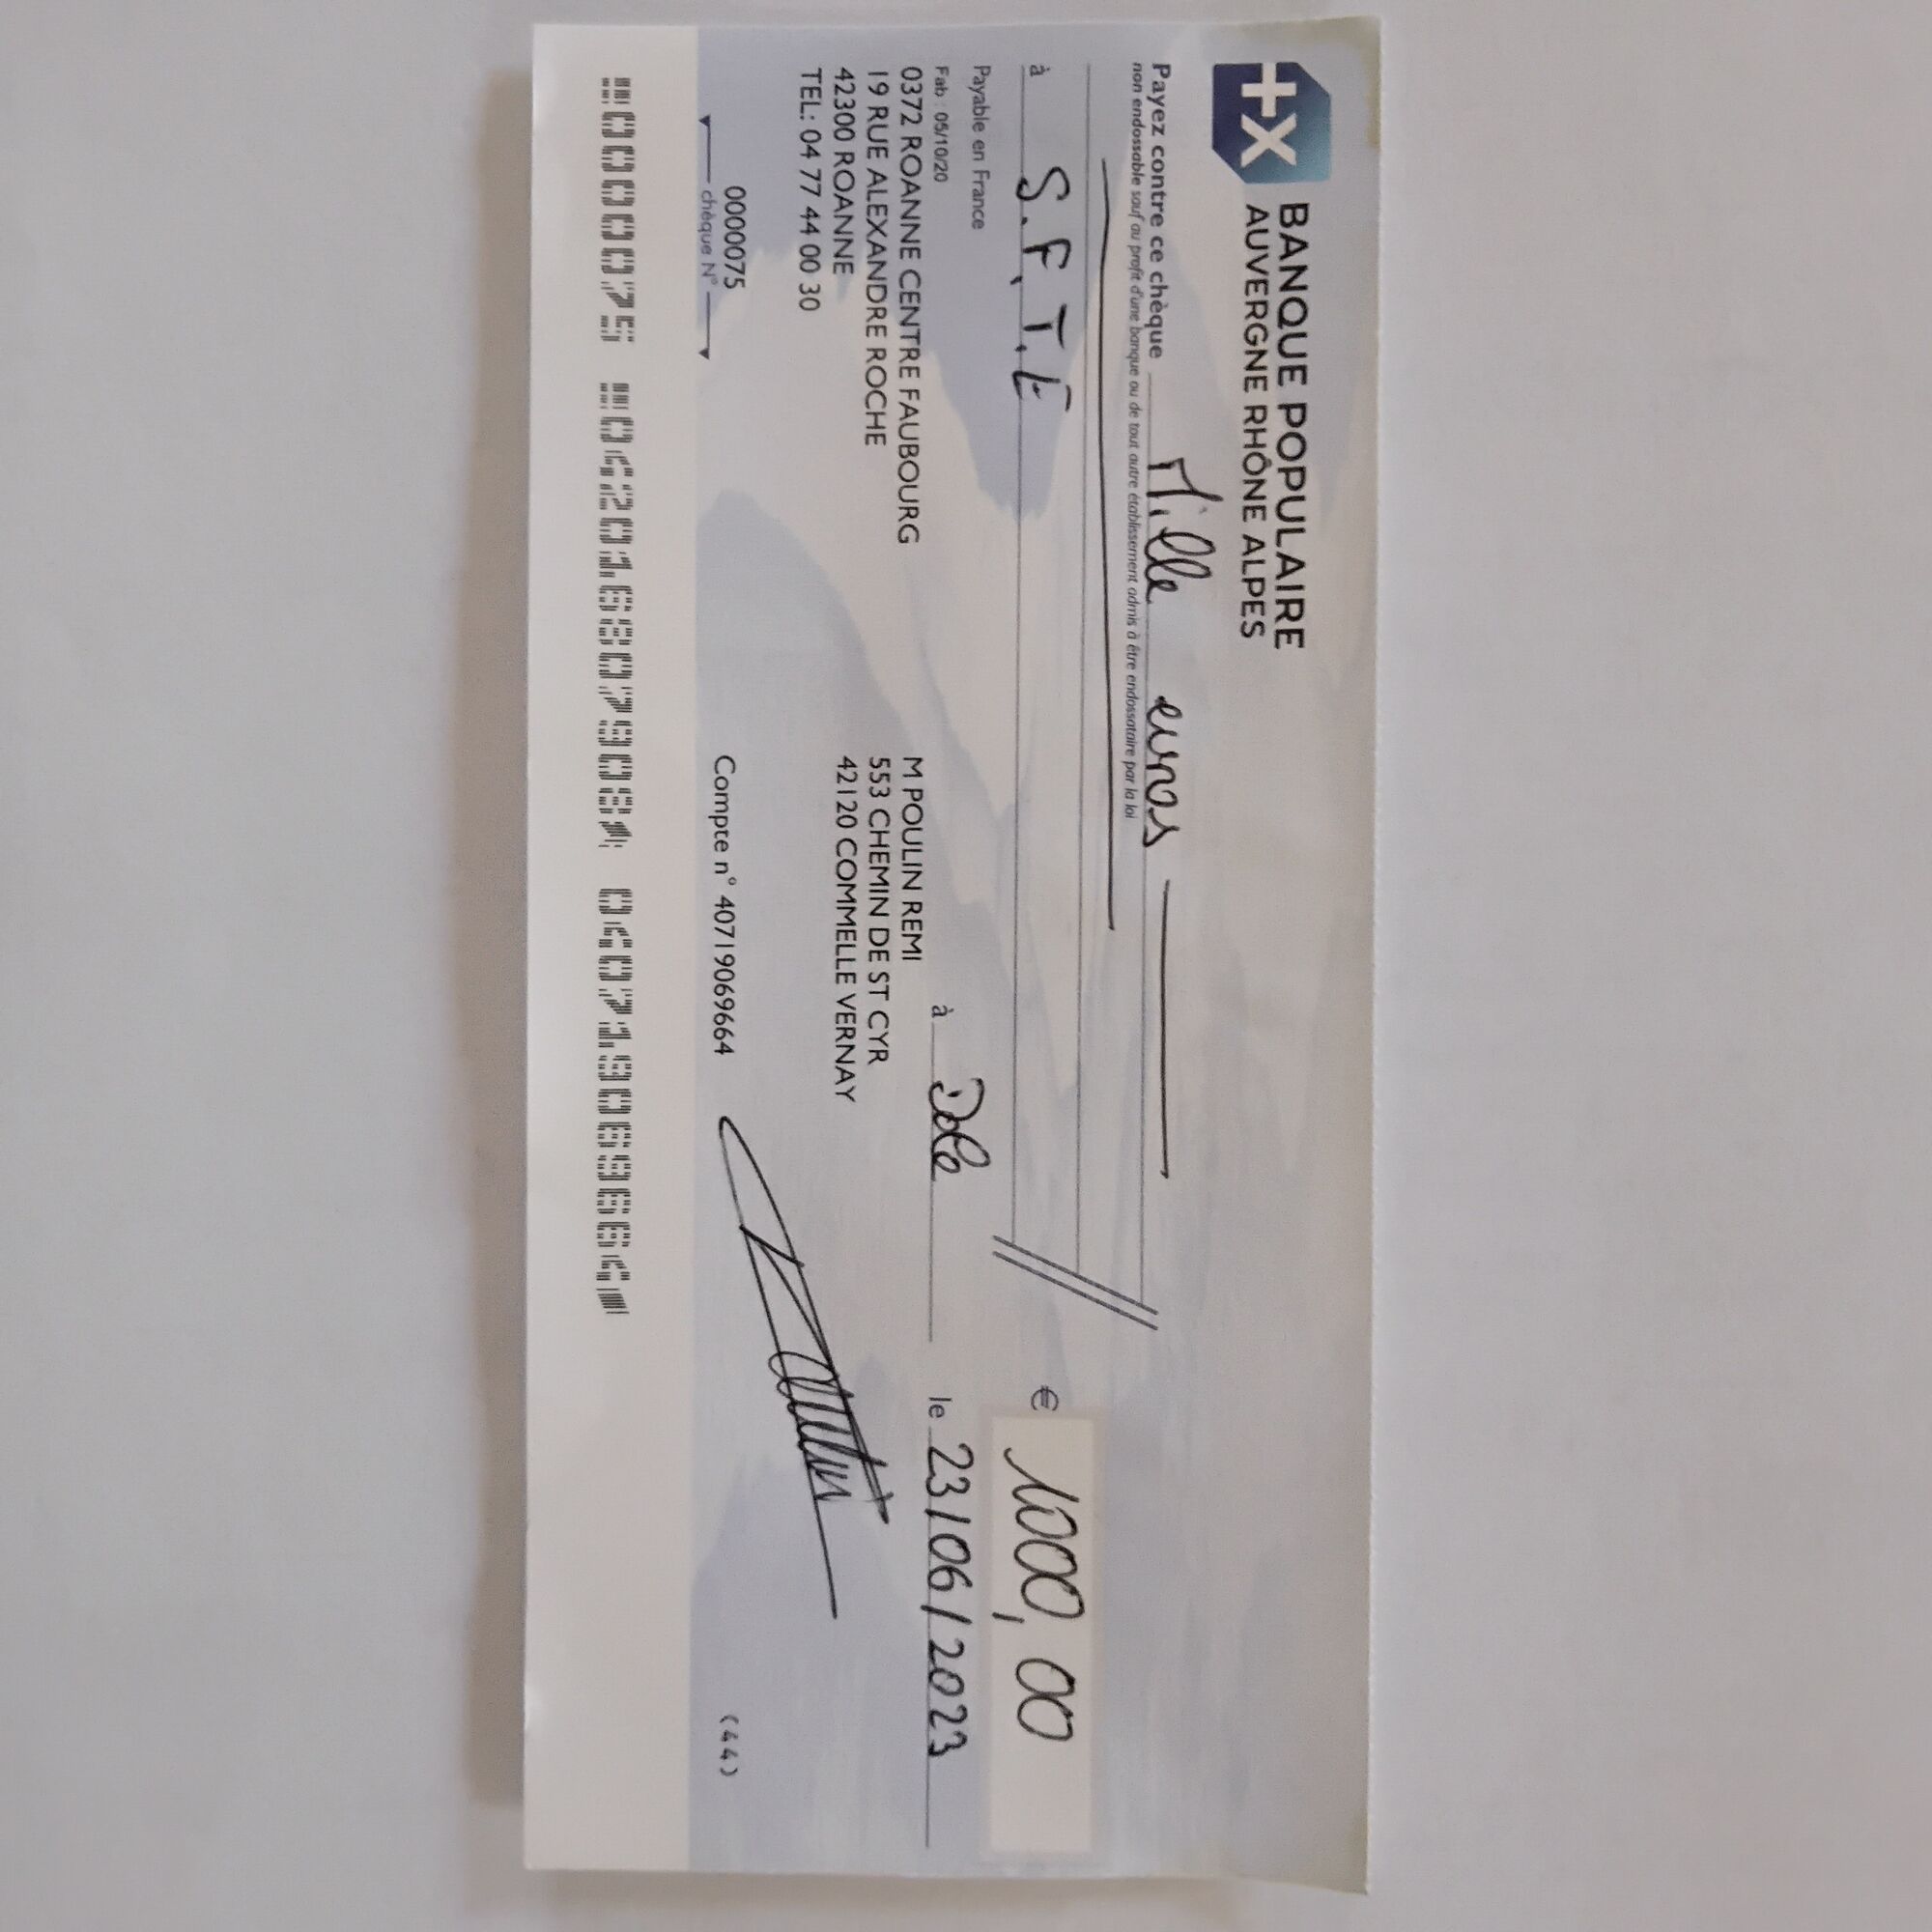 BANQUE POPULAIRE
AUVERGNE RHÔNE ALPES
Payez contre ce chèque Mille euros
non endossable sauf au profit d'une banque ou de tout autre établissement admis à être endossataire par la loi
à S.F.T.E
€ 1000,00
Payable en France
Fab : 05/10/20
à Dole le 23/06/2023
0372 ROANNE CENTRE FAUBOURG
19 RUE ALEXANDRE ROCHE
42300 ROANNE
TEL: 04 77 44 00 30
M POULIN REMI
553 CHEMIN DE ST CYR
42120 COMMELLE VERNAY
0000075
chèque N°
Compte n° 40719069664
(44)
0000075 042016807908 040719069664